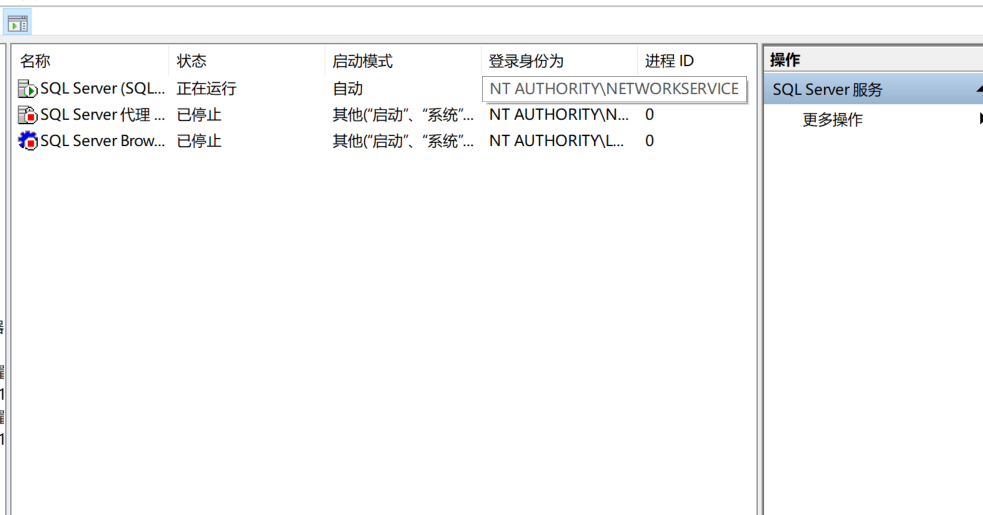 名称 状态 启动模式 登录身份为 进程 ID
SQL Server (SQL... 正在运行 自动 NT AUTHORITY\NETWORKSERVICE
SQL Server 代理 ... 已停止 其他("启动"、"系统"... NT AUTHORITY\N... 0
SQL Server Brow... 已停止 其他("启动"、"系统"... NT AUTHORITY\L... 0
操作
SQL Server 服务
更多操作
1
1